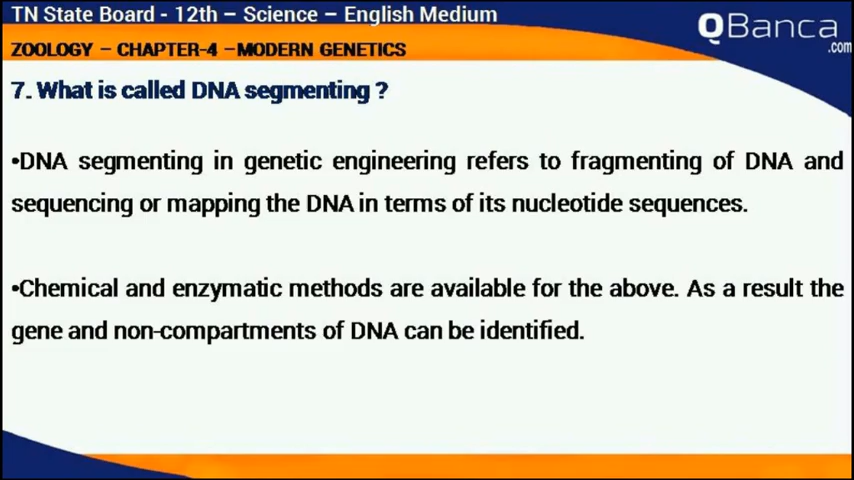 TN State Board - 12th – Science – English Medium
QBanca
.com
ZOOLOGY – CHAPTER-4 –MODERN GENETICS
7. What is called DNA segmenting ?
•DNA segmenting in genetic engineering refers to fragmenting of DNA and
sequencing or mapping the DNA in terms of its nucleotide sequences.
•Chemical and enzymatic methods are available for the above. As a result the
gene and non-compartments of DNA can be identified.